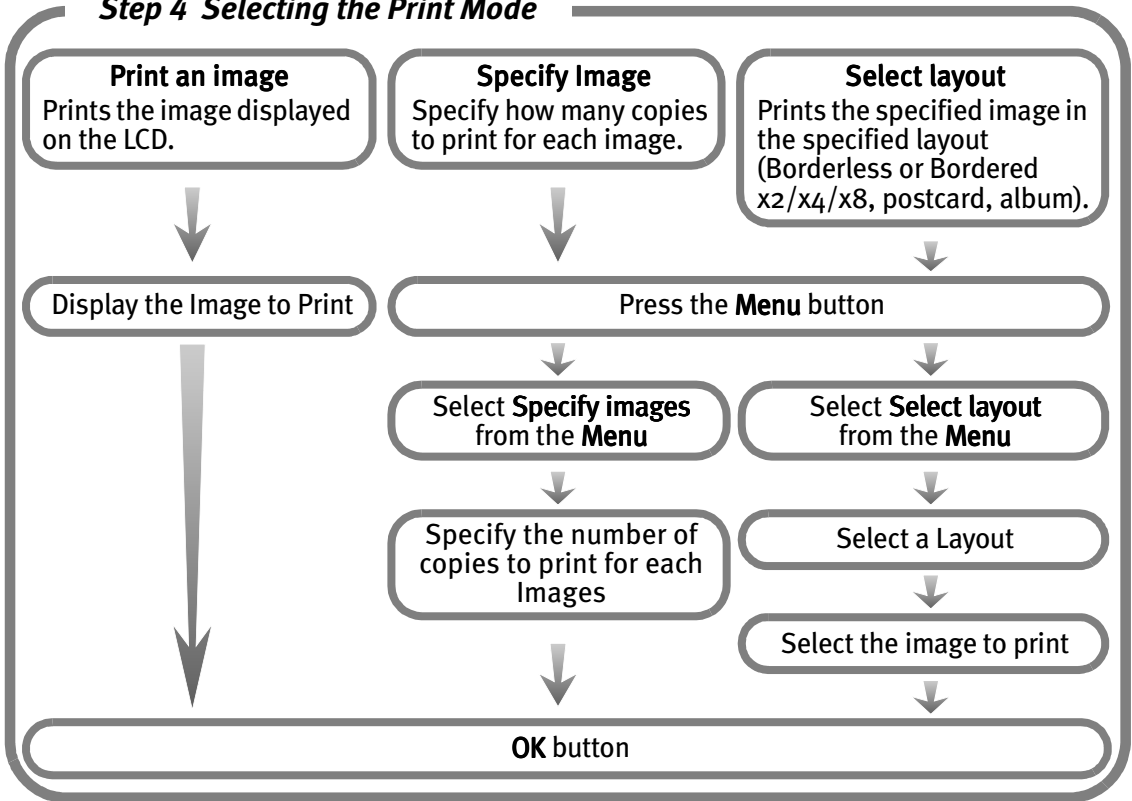 Step 4 Selecting the Print Mode
Print an image
Prints the image displayed
on the LCD.
Specify Image
Specify how many copies
to print for each image.
Select layout
Prints the specified image in
the specified layout
(Borderless or Bordered
x2/x4/x8, postcard, album).
Display the Image to Print
Press the Menu button
Select Specify images
from the Menu
Select Select layout
from the Menu
Specify the number of
copies to print for each
Images
Select a Layout
Select the image to print
OK button